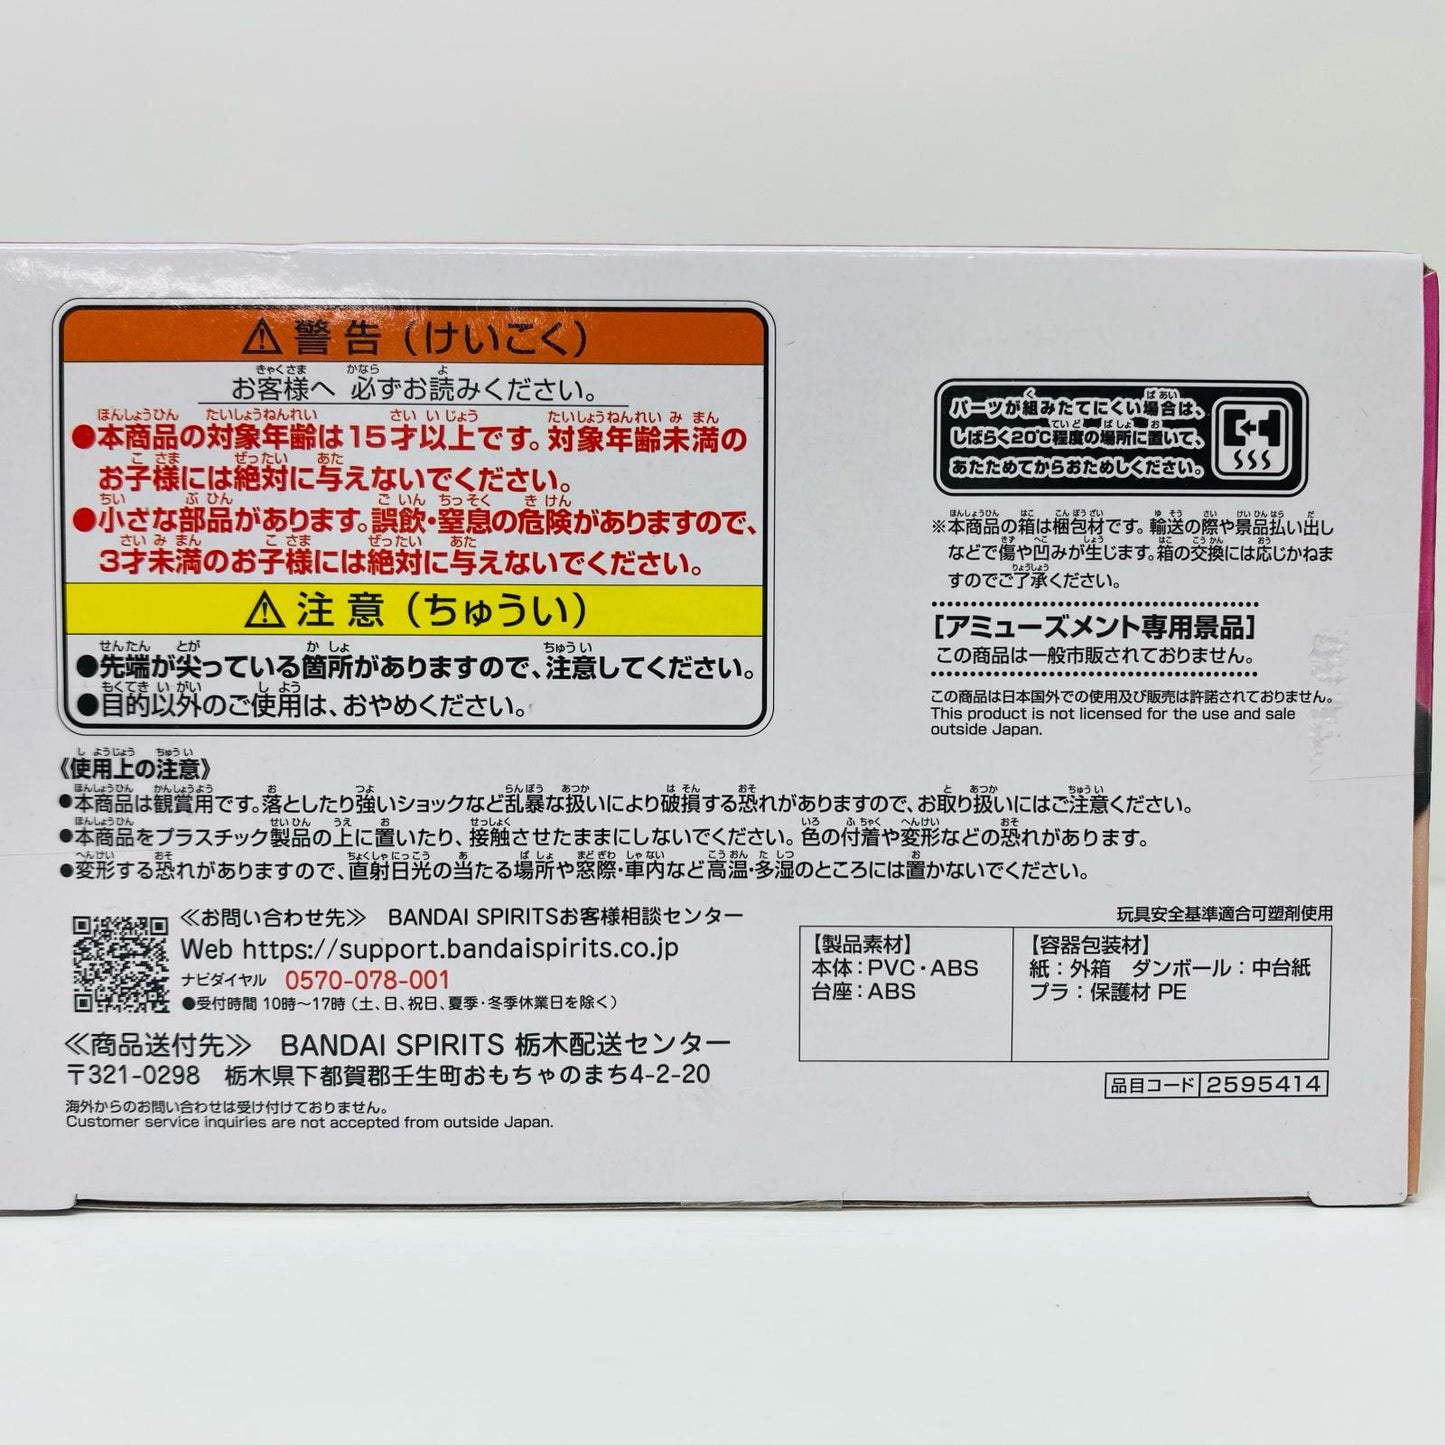 ⚠警告（けいこく）
お客様へ 必ずお読みください。
●本商品の対象年齢は15才以上です。対象年齢未満の
お子様には絶対に与えないでください。
●小さな部品があります。誤飲・窒息の危険がありますので、
3才未満のお子様には絶対に与えないでください。
⚠注意（ちゅうい）
●先端が尖っている箇所がありますので、注意してください。
●目的以外のご使用は、おやめください。
パーツが組みたてにくい場合は、
しばらく20℃程度の場所に置いて、
あたためてからおためしください。
※本商品の箱は梱包材です。輸送の際や景品払い出し
などで傷や凹みが生じます。箱の交換には応じかねま
すのでご了承ください。
[アミューズメント専用景品]
この商品は一般市販されておりません。
この商品は日本国外での使用及び販売は許諾されておりません。
This product is not licensed for the use and sale
outside Japan.
《使用上の注意》
●本商品は観賞用です。落としたり強いショックなど乱暴な扱いにより破損する恐れがありますので、お取り扱いにはご注意ください。
●本商品をプラスチック製品の上に置いたり、接触させたままにしないでください。色の付着や変形などの恐れがあります。
●変形する恐れがありますので、直射日光の当たる場所や窓際・車内など高温・多湿のところには置かないでください。
≪お問い合わせ先≫ BANDAI SPIRITSお客様相談センター
Web https://support.bandaispirits.co.jp
ナビダイヤル 0570-078-001
●受付時間 10時～17時（土、日、祝日、夏季・冬季休業日を除く）
≪商品送付先≫ BANDAI SPIRITS 栃木配送センター
〒321-0298 栃木県下都賀郡壬生町おもちゃのまち4-2-20
海外からのお問い合わせは受け付けておりません。
Customer service inquiries are not accepted from outside Japan.
玩具安全基準適合可塑剤使用
【製品素材】
本体：PVC・ABS
台座：ABS
【容器包装材】
紙：外箱 ダンボール：中台紙
プラ：保護材 PE
品目コード 2595414